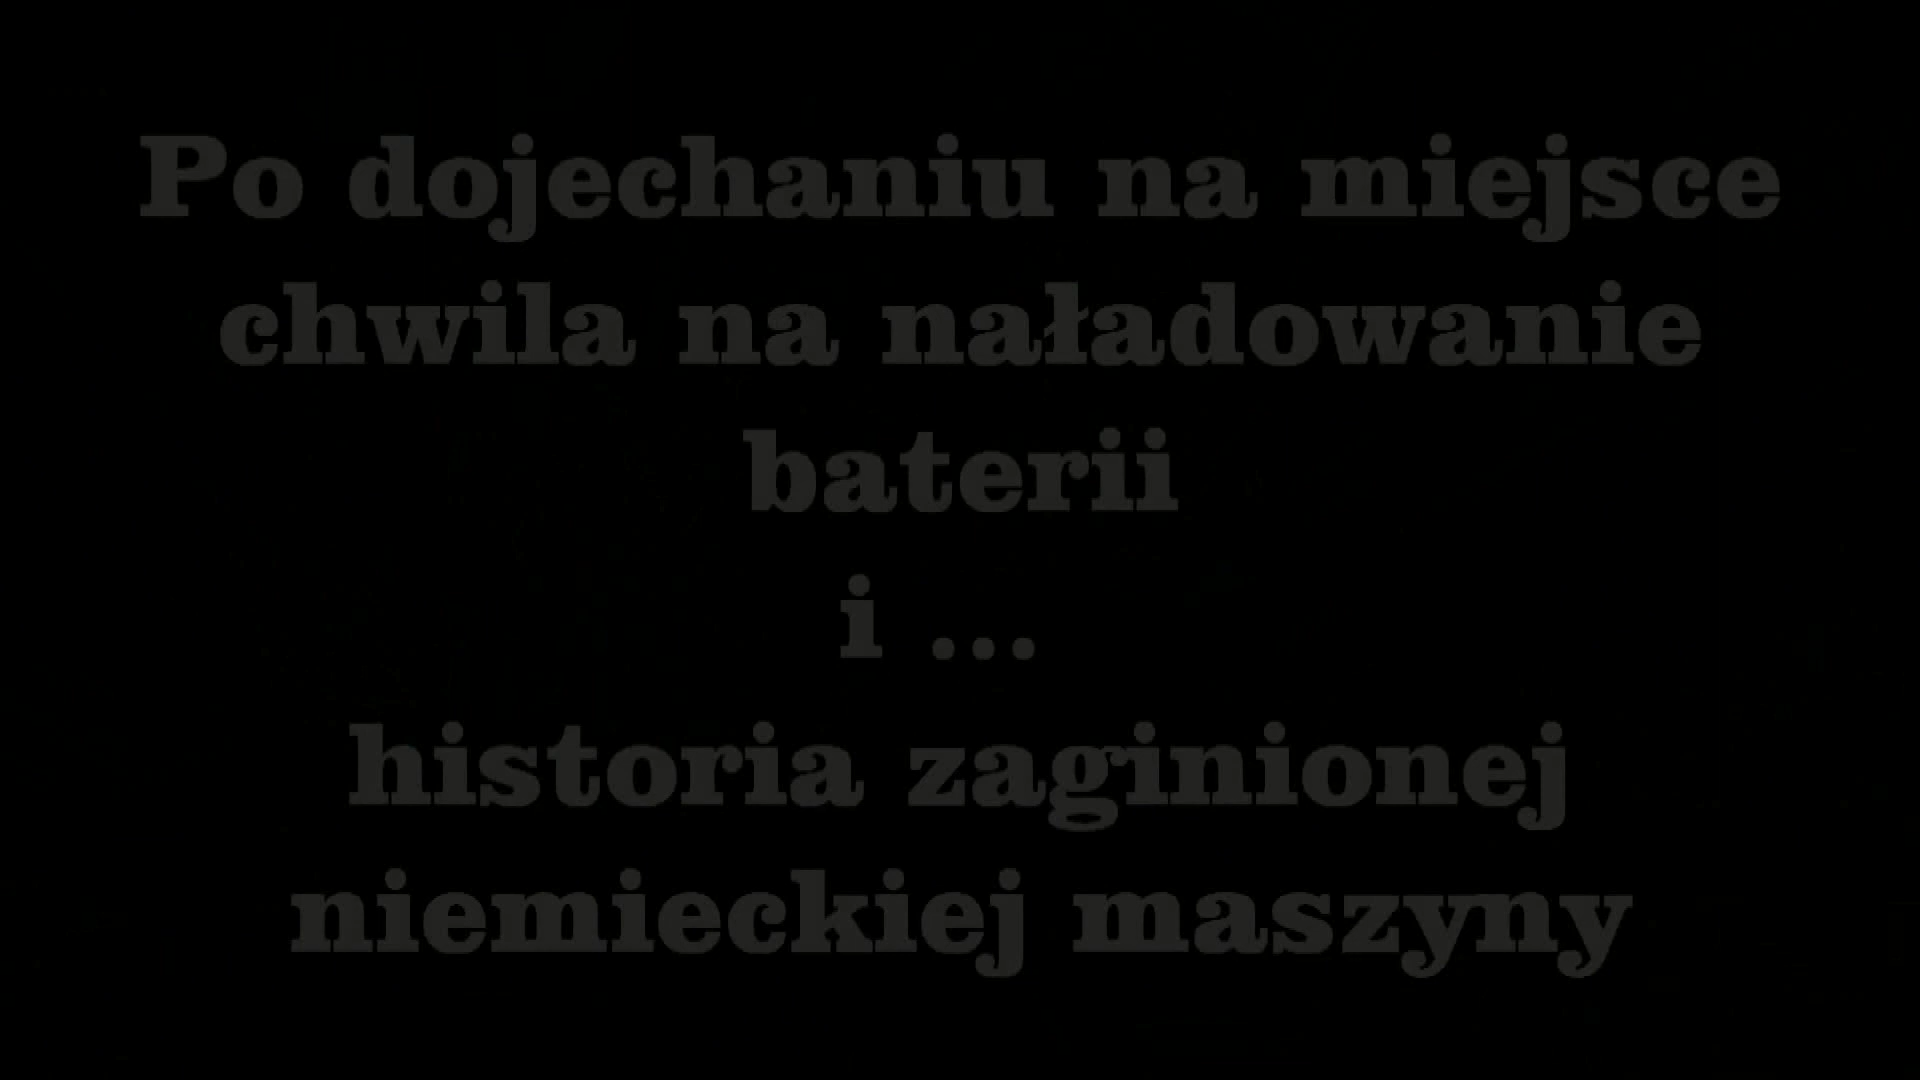 Po dojechaniu na miejsce
chwila na naładowanie
baterii
i ...
historia zaginionej
niemieckiej maszyny